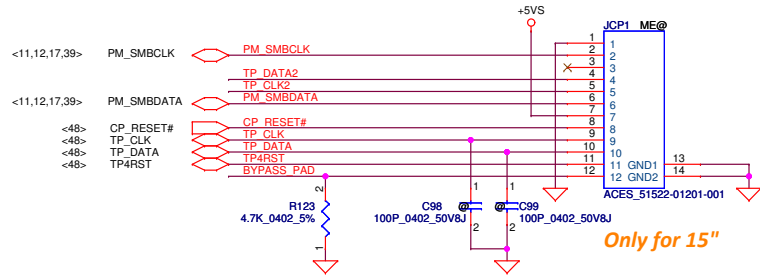 +5VS
JCP1 ME@
1 1
<11,12,17,39> PM_SMBCLK PM_SMBCLK 2 2
3 3
TP_DATA2 4 4
TP_CLK2 5 5
<11,12,17,39> PM_SMBDATA PM_SMBDATA 6 6
7 7
<48> CP_RESET# CP_RESET# 8 8
<48> TP_CLK TP_CLK 9 9
<48> TP_DATA TP_DATA 10 10
<48> TP4RST TP4RST 11 11 GND1 13
BYPASS_PAD 12 12 GND2 14
ACES_51522-01201-001
2 1 1
R123 C98 @ @ C99
4.7K_0402_5% 100P_0402_50V8J 100P_0402_50V8J
1 2 2
Only for 15"